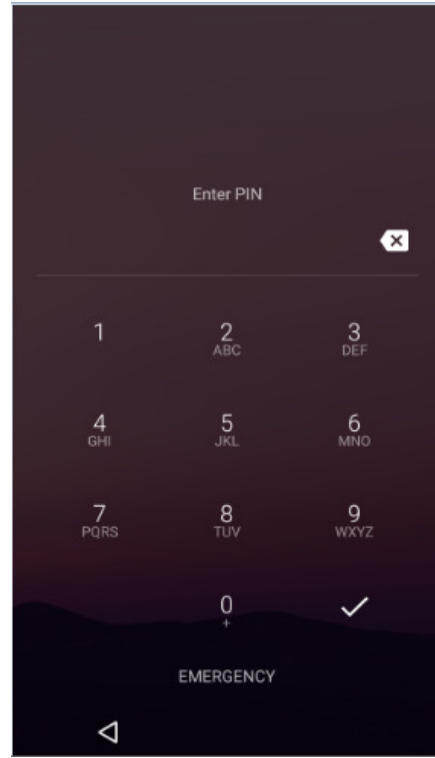 Enter PIN
1 2 3
ABC DEF
4 5 6
GHI JKL MNO
7 8 9
PQRS TUV WXYZ
0
+
EMERGENCY